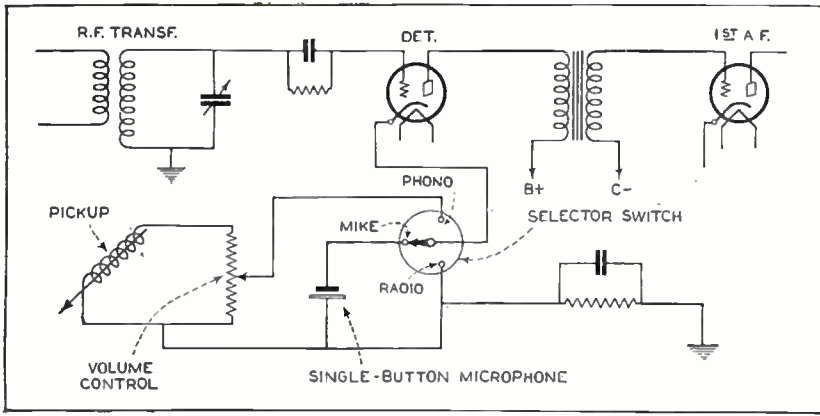 R.F. TRANSF.
DET.
1ST A.F.
PHONO
B+
C-
SELECTOR SWITCH
PICKUP
MIKE
RADIO
VOLUME
CONTROL
SINGLE-BUTTON MICROPHONE